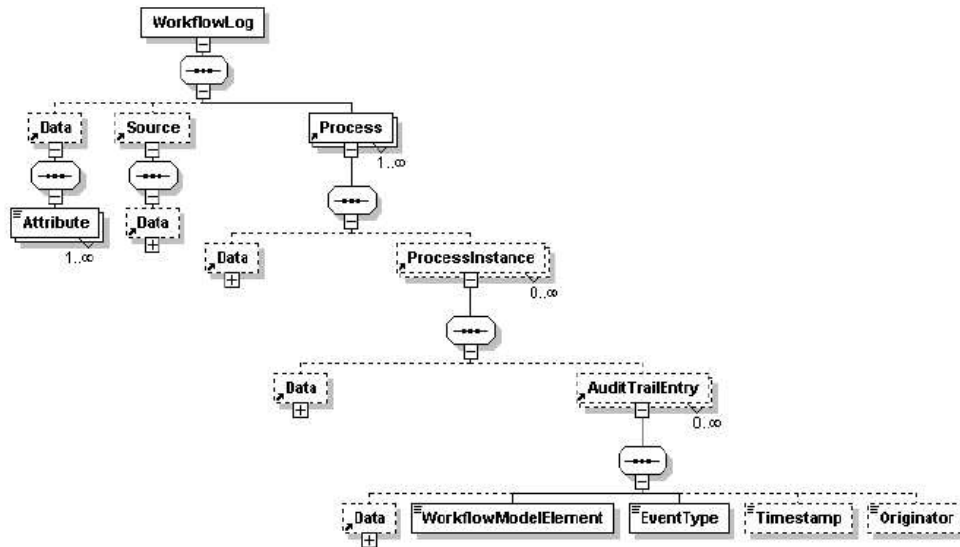 WorkflowLog
Data
Source
Process
1..∞
Attribute
1..∞
Data
Data
ProcessInstance
0..∞
Data
AuditTrailEntry
0..∞
Data
WorkflowModelElement
EventType
Timestamp
Originator